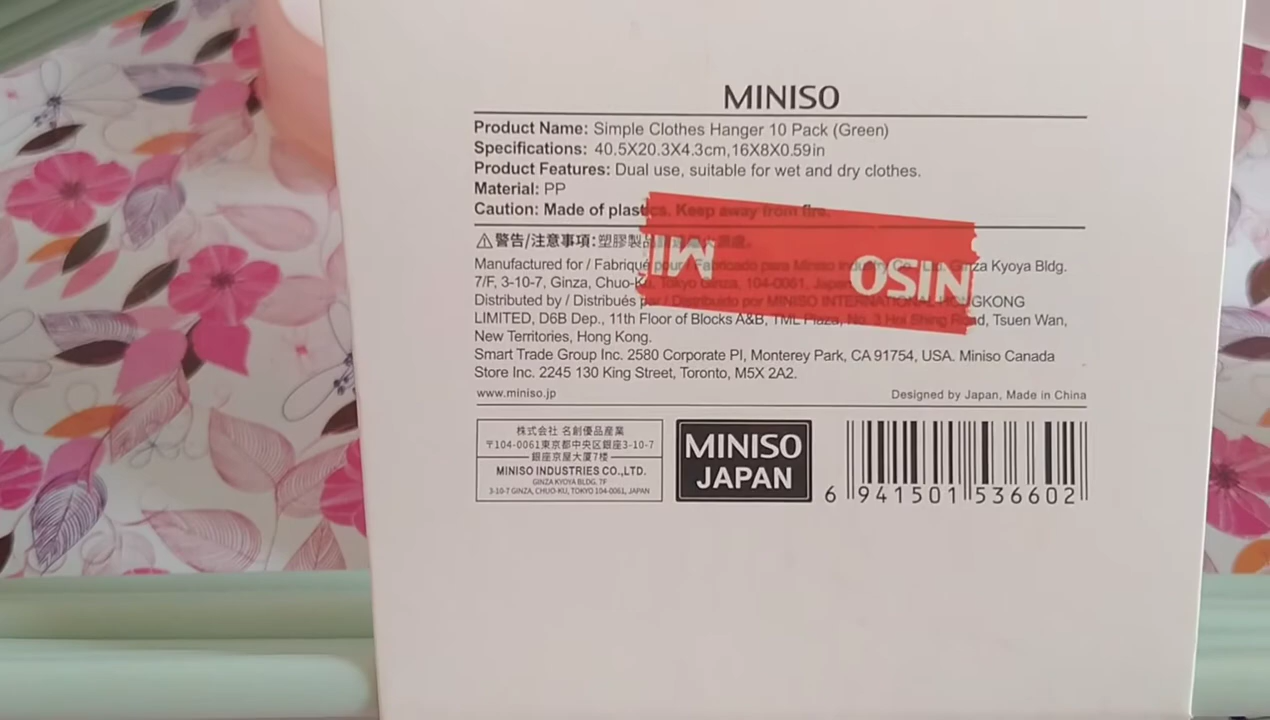 MINISO
Product Name: Simple Clothes Hanger 10 Pack (Green)
Specifications: 40.5X20.3X4.3cm,16X8X0.59in
Product Features: Dual use, suitable for wet and dry clothes.
Material: PP
Caution: Made of plastics. Keep away from fire.
⚠警告/注意事項:塑膠製品
MINISO
Manufactured for / Fabriqué pour / Fabricado para Miniso Industry Co., Ltd. Ginza Kyoya Bldg.
7/F, 3-10-7, Ginza, Chuo-Ku, Tokyo Ginza, 104-0061, Japan
Distributed by / Distribués par / Distribuido por MINISO INTERNATIONAL HONGKONG
LIMITED, D6B Dep., 11th Floor of Blocks A&B, TML Plaza, No. 3 Hoi Shing Road, Tsuen Wan,
New Territories, Hong Kong.
Smart Trade Group Inc. 2580 Corporate Pl, Monterey Park, CA 91754, USA. Miniso Canada
Store Inc. 2245 130 King Street, Toronto, M5X 2A2.
www.miniso.jp Designed by Japan, Made in China
株式会社 名創優品産業
〒104-0061東京都中央区銀座3-10-7
銀座京屋大厦7楼
MINISO INDUSTRIES CO.,LTD.
GINZA KYOYA BLDG. 7F
3-10-7 GINZA, CHUO-KU, TOKYO 104-0061, JAPAN
MINISO
JAPAN
6 941501 536602